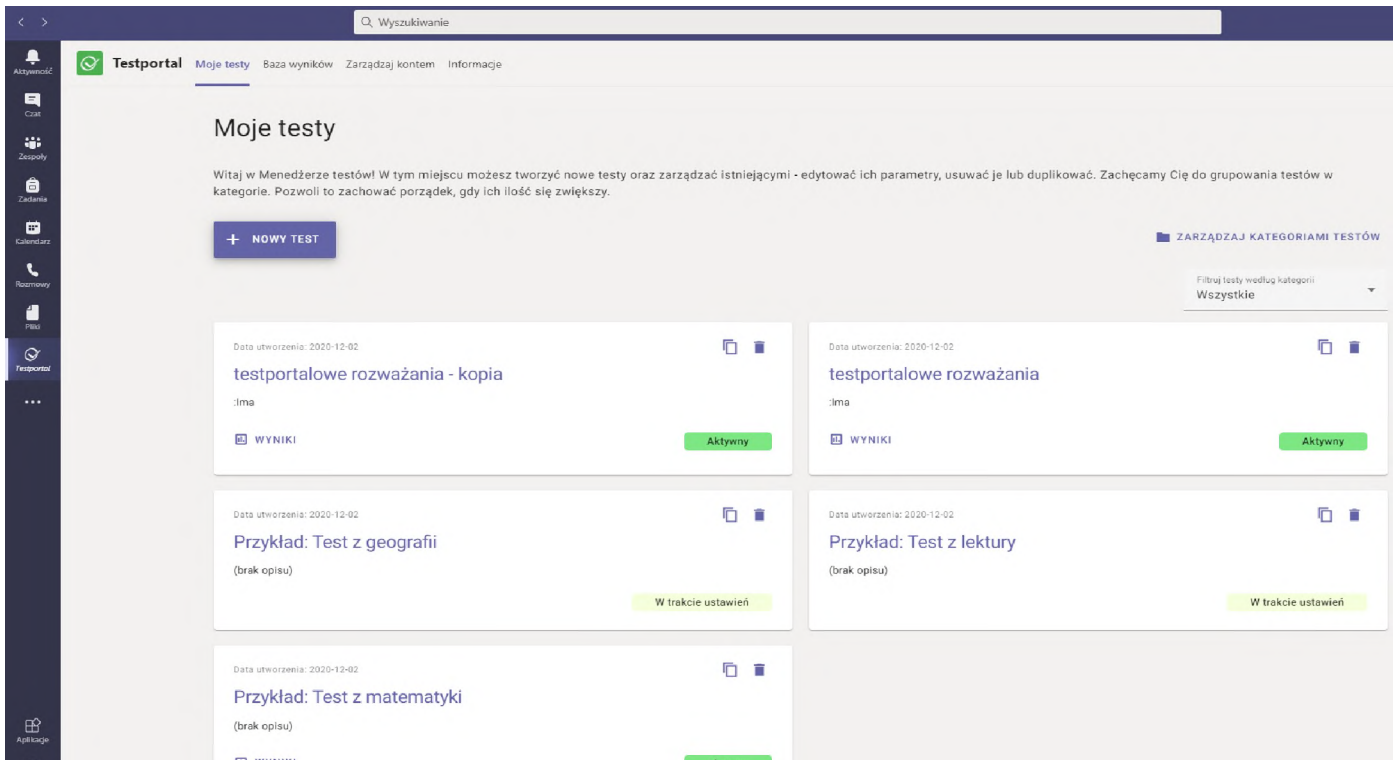 Wyszukiwanie
Aktywność
Czat
Zespoły
Zadania
Kalendarz
Rozmowy
Pliki
Testportal
Aplikacje
Testportal Moje testy Baza wyników Zarządzaj kontem Informacje
Moje testy
Witaj w Menedżerze testów! W tym miejscu możesz tworzyć nowe testy oraz zarządzać istniejącymi - edytować ich parametry, usuwać je lub duplikować. Zachęcamy Cię do grupowania testów w
kategorie. Pozwoli to zachować porządek, gdy ich ilość się zwiększy.
+ NOWY TEST
ZARZĄDZAJ KATEGORIAMI TESTÓW
Filtruj testy według kategorii
Wszystkie
Data utworzenia: 2020-12-02
testportalowe rozważania - kopia
:lma
WYNIKI Aktywny
Data utworzenia: 2020-12-02
testportalowe rozważania
:lma
WYNIKI Aktywny
Data utworzenia: 2020-12-02
Przykład: Test z geografii
(brak opisu)
W trakcie ustawień
Data utworzenia: 2020-12-02
Przykład: Test z lektury
(brak opisu)
W trakcie ustawień
Data utworzenia: 2020-12-02
Przykład: Test z matematyki
(brak opisu)